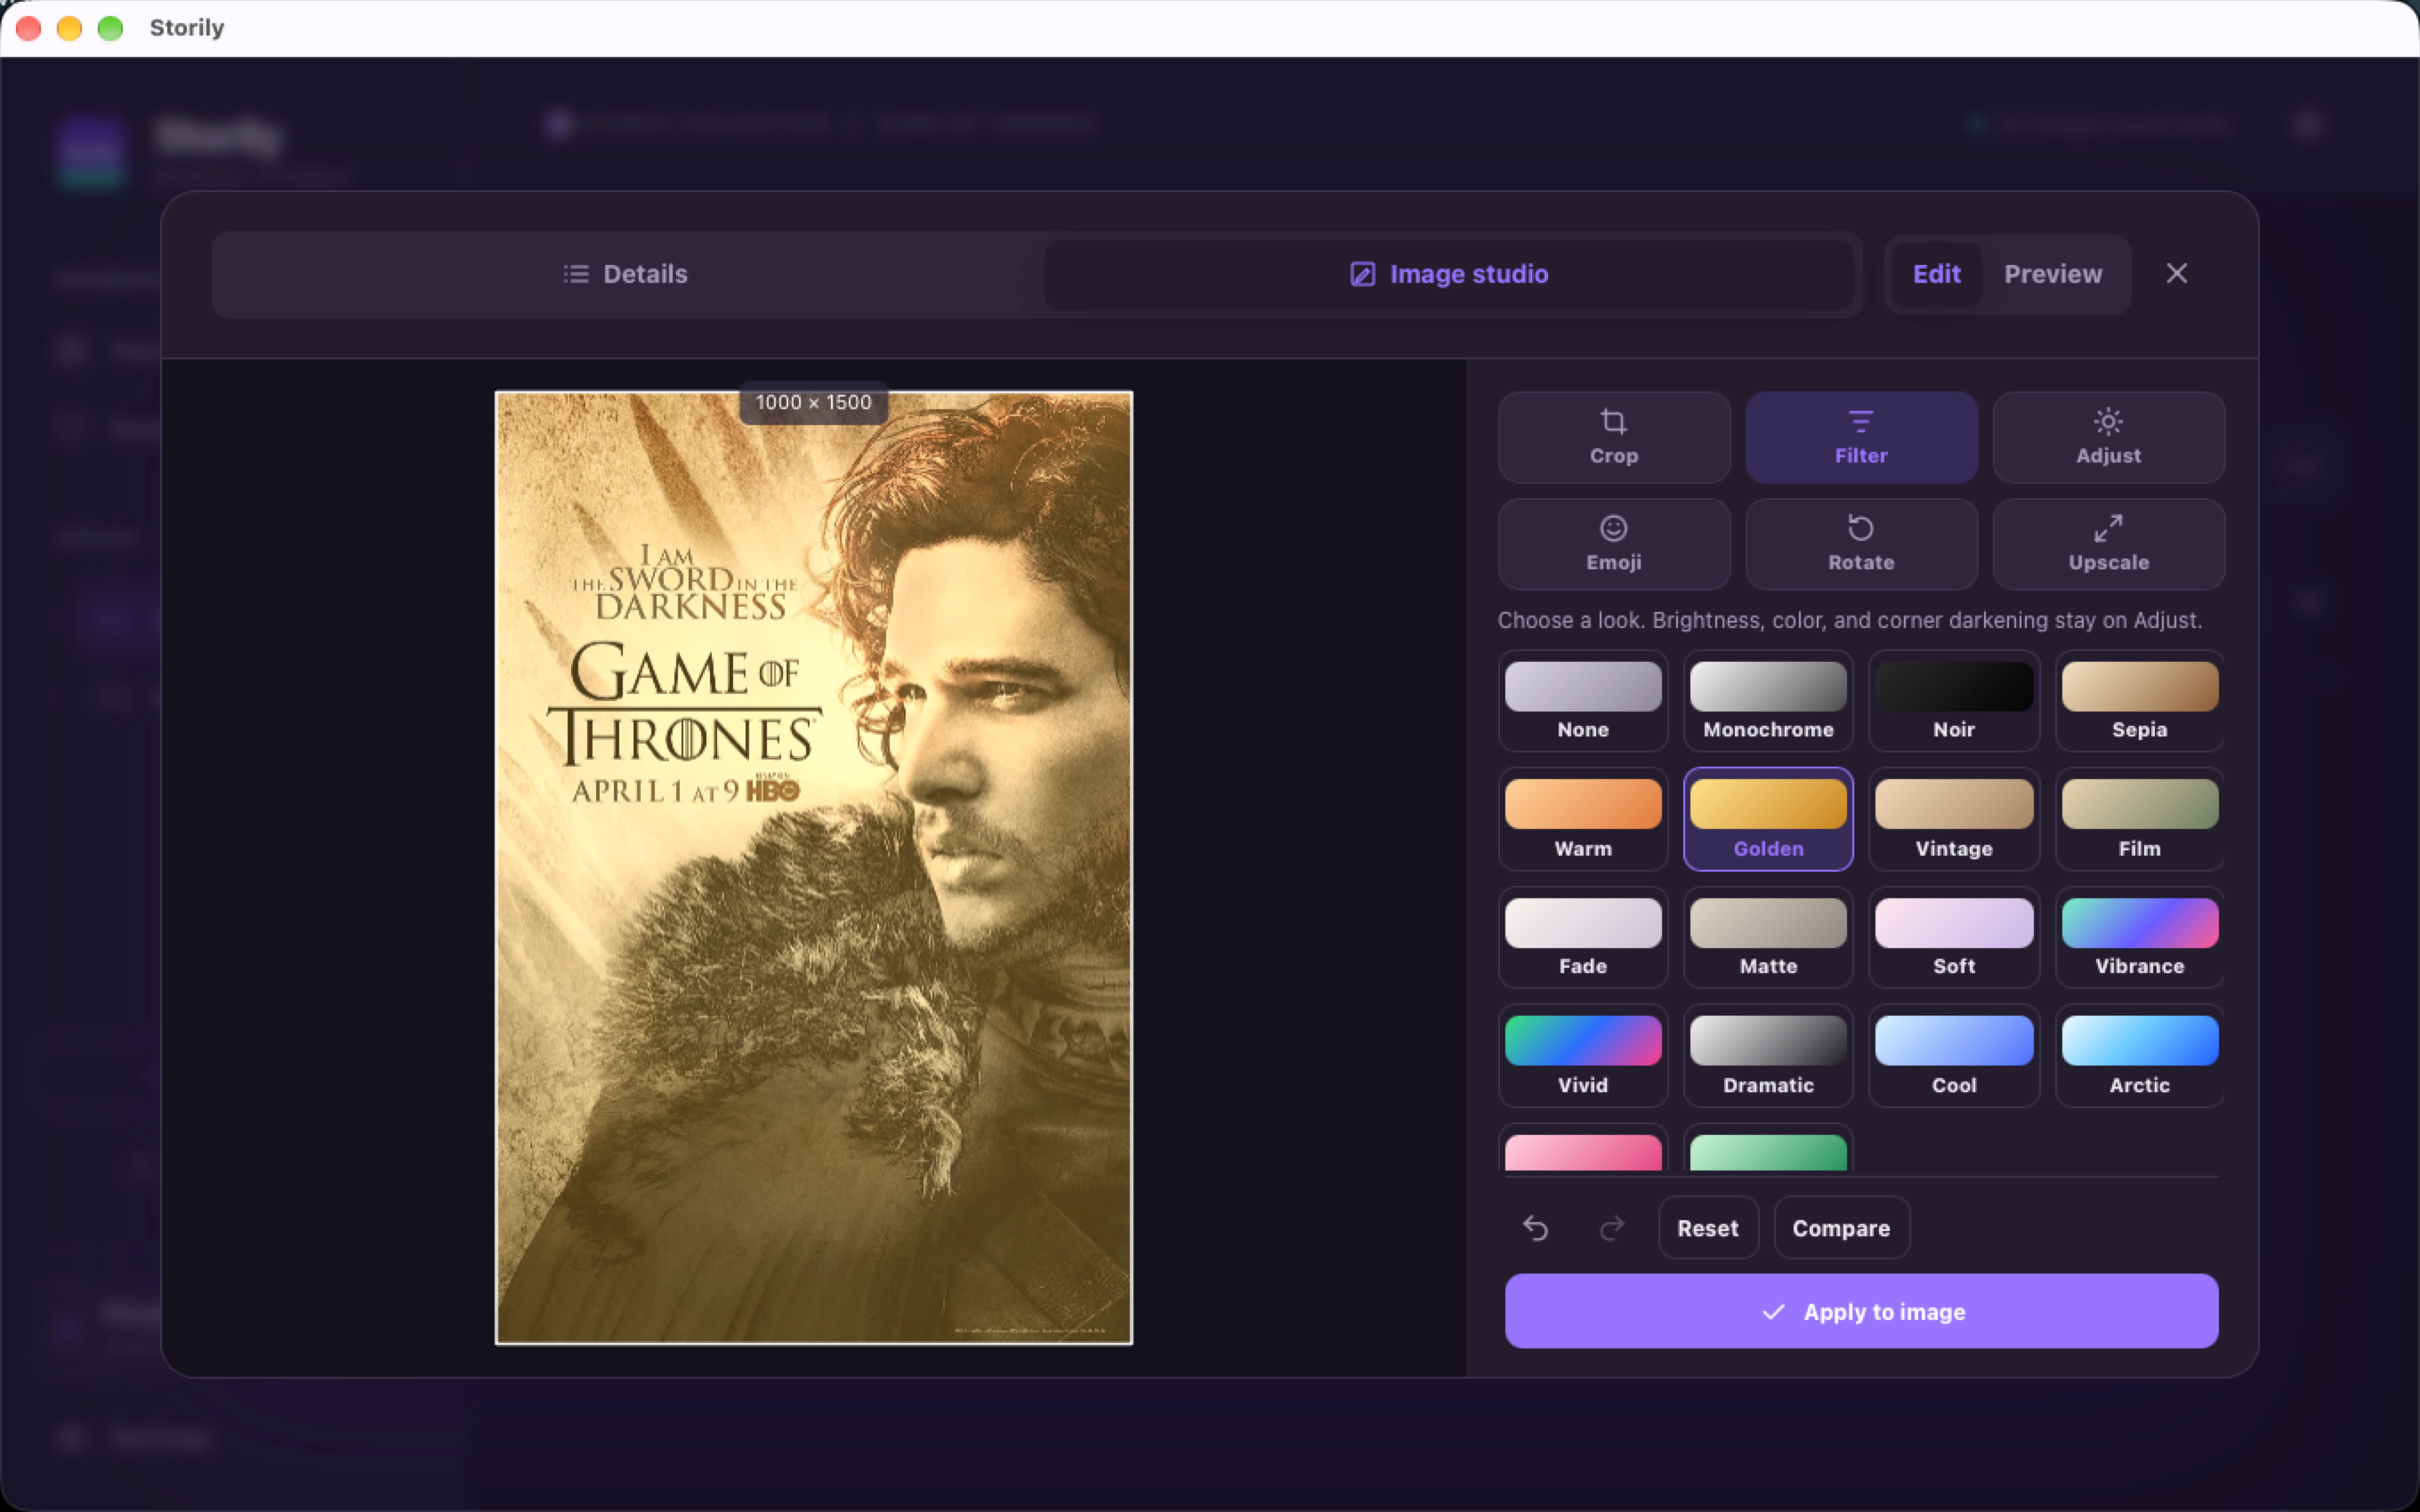 Storily
Details
Image studio
Edit
Preview
1000 × 1500
I AM
THE SWORD IN THE
DARKNESS
GAME OF
THRONES
APRIL 1 AT 9 HBO
Crop
Filter
Adjust
Emoji
Rotate
Upscale
Choose a look. Brightness, color, and corner darkening stay on Adjust.
None
Monochrome
Noir
Sepia
Warm
Golden
Vintage
Film
Fade
Matte
Soft
Vibrance
Vivid
Dramatic
Cool
Arctic
Reset
Compare
Apply to image
Storily
Settings